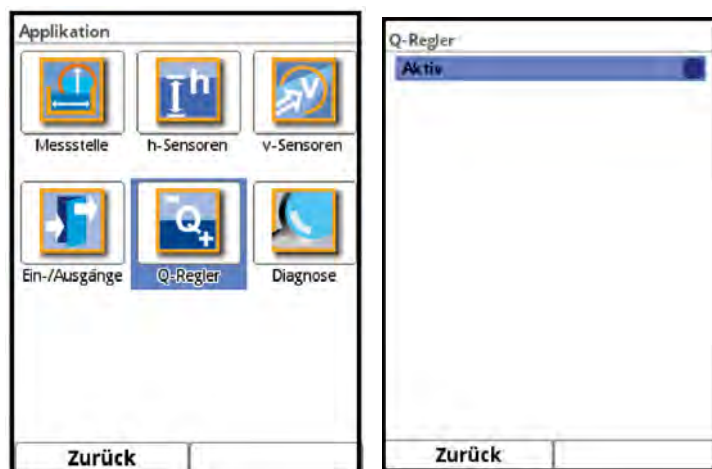 Applikation
h
v
Messstelle
h-Sensoren
v-Sensoren
Q
Ein-/Ausgänge
Q-Regler
Diagnose
Zurück
Q-Regler
Aktiv
Zurück